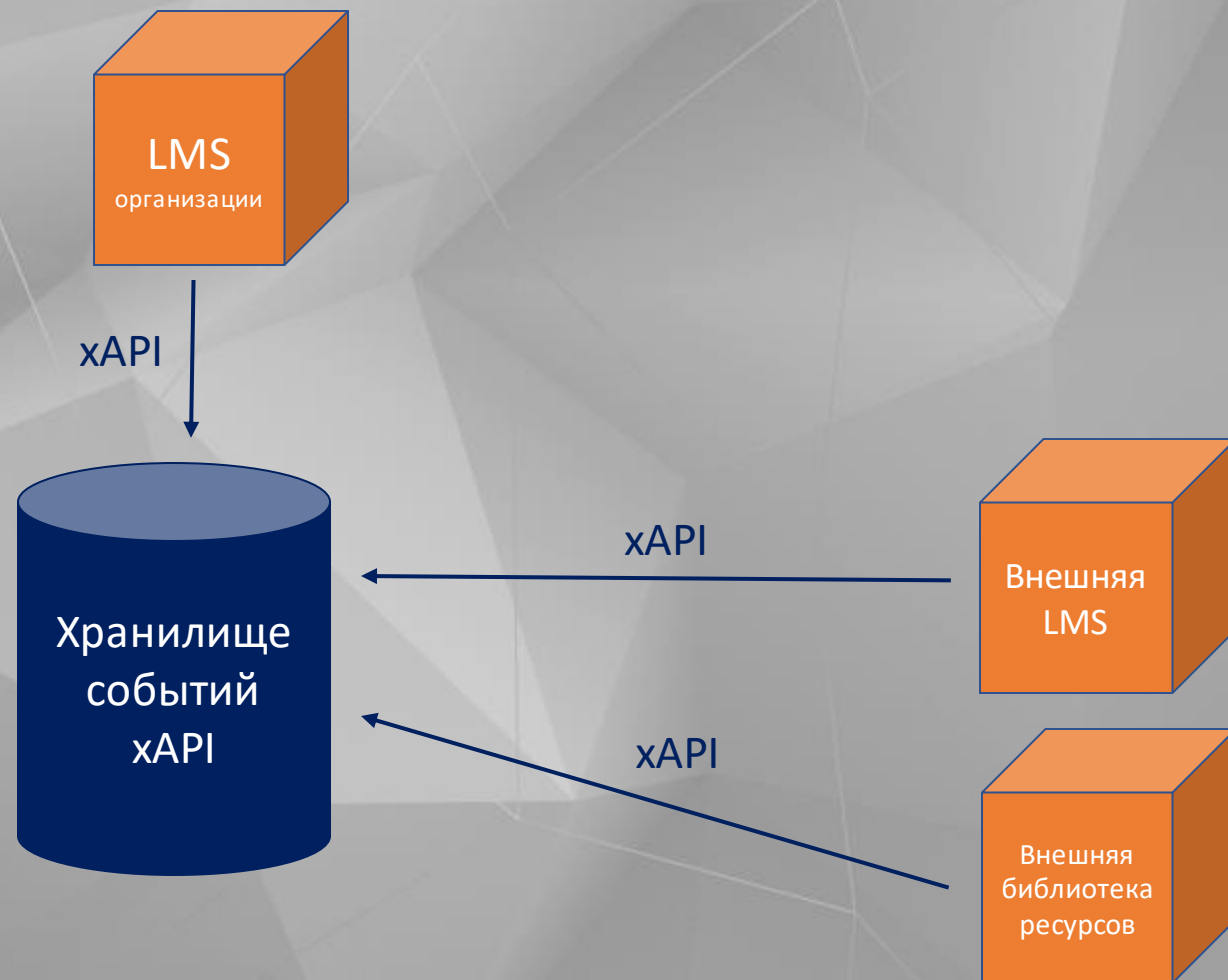 LMS
организации
xAPI
xAPI
Внешняя
LMS
Хранилище
событий
xAPI
xAPI
Внешняя
библиотека
ресурсов